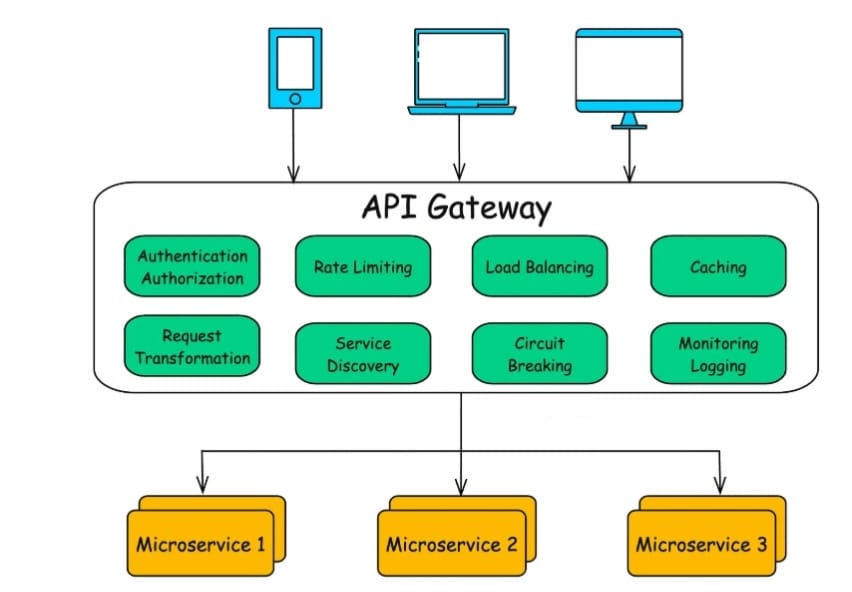 API Gateway
Authentication
Authorization
Rate Limiting
Load Balancing
Caching
Request
Transformation
Service
Discovery
Circuit
Breaking
Monitoring
Logging
Microservice 1
Microservice 2
Microservice 3